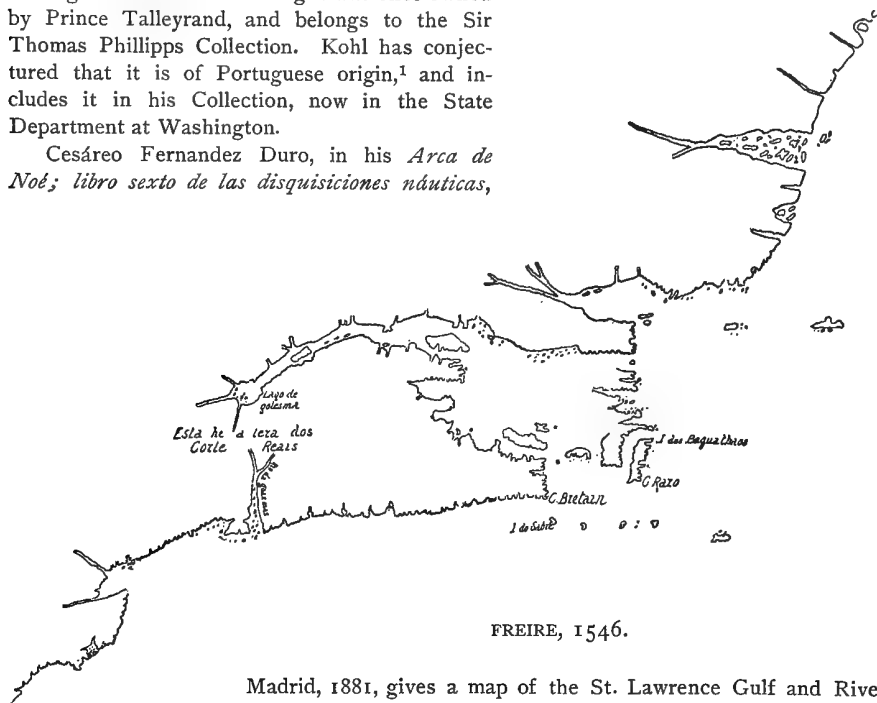 by Prince Talleyrand, and belongs to the Sir
Thomas Phillipps Collection. Kohl has conjec-
tured that it is of Portuguese origin,¹ and in-
cludes it in his Collection, now in the State
Department at Washington.
Cesáreo Fernandez Duro, in his Arca de
Noé; libro sexto de las disquisiciones náuticas,
Lago de
golesma
Esta he a tera dos
Corte Reais
I dos Bagualhaos
C Razo
C. Bretain
I do Sable
FREIRE, 1546.
Madrid, 1881, gives a map of the St. Lawrence Gulf and Rive